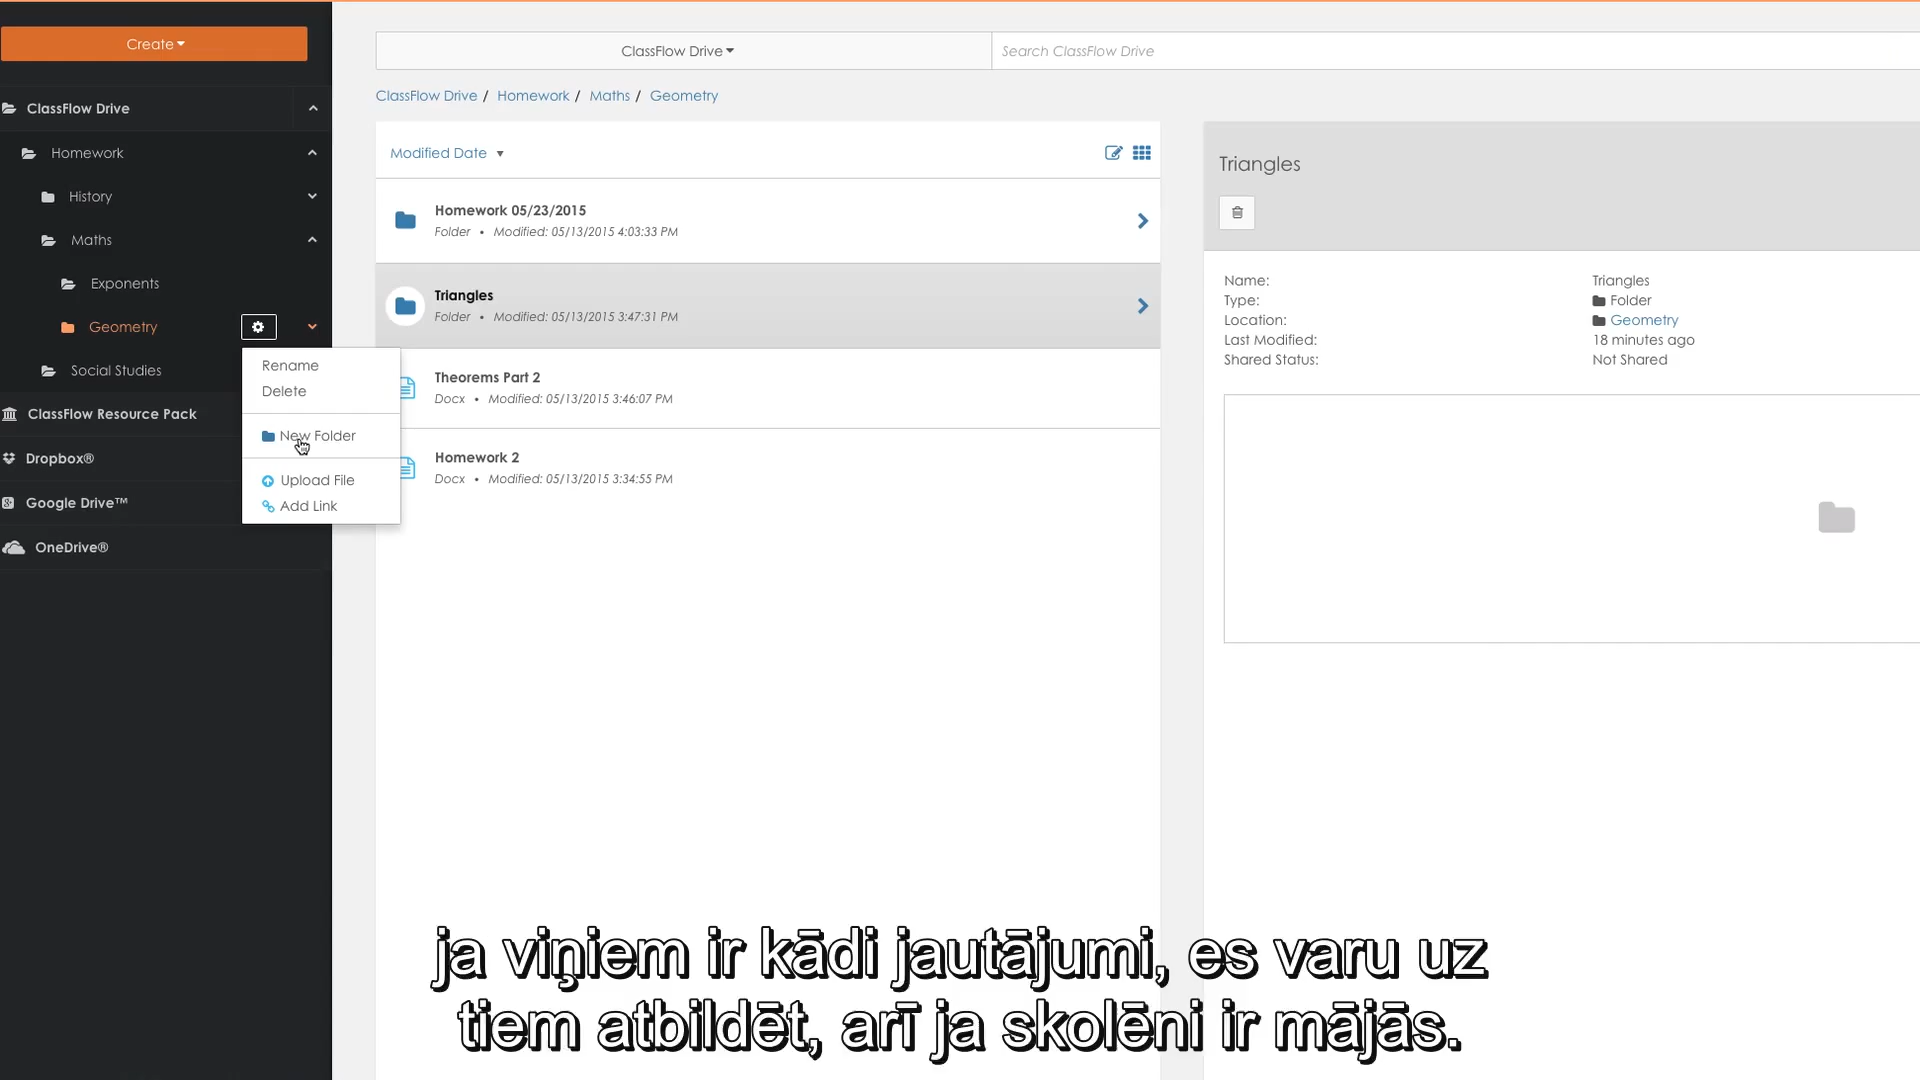 Create
ClassFlow Drive
Homework
History
Maths
Exponents
Geometry
Social Studies
ClassFlow Resource Pack
Dropbox®
Google Drive™
OneDrive®
Rename
Delete
New Folder
Upload File
Add Link
ClassFlow Drive
Search ClassFlow Drive
ClassFlow Drive / Homework / Maths / Geometry
Modified Date
Homework 05/23/2015
Folder • Modified: 05/13/2015 4:03:33 PM
Triangles
Folder • Modified: 05/13/2015 3:47:31 PM
Theorems Part 2
Docx • Modified: 05/13/2015 3:46:07 PM
Homework 2
Docx • Modified: 05/13/2015 3:34:55 PM
Triangles
Name: Triangles
Type: Folder
Location: Geometry
Last Modified: 18 minutes ago
Shared Status: Not Shared
ja viņiem ir kādi jautājumi, es varu uz
tiem atbildēt, arī ja skolēni ir mājās.